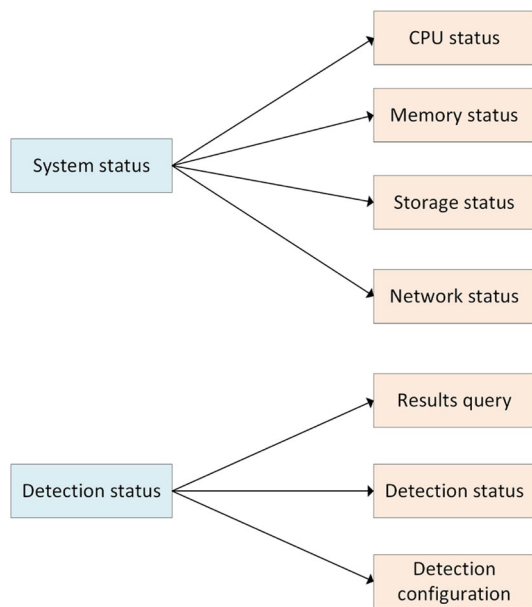 CPU status
Memory status
System status
Storage status
Network status
Results query
Detection status
Detection status
Detection
configuration